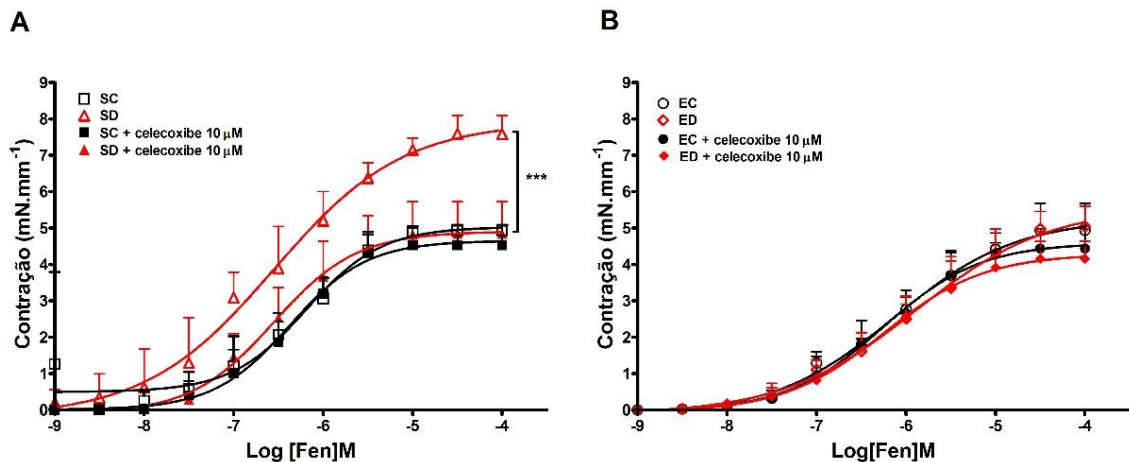 A
B
Contração (mN.mm⁻¹)
9
8
7
6
5
4
3
2
1
0
SC
SD
SC + celecoxibe 10 μM
SD + celecoxibe 10 μM
***
-9 -8 -7 -6 -5 -4
Log [Fen]M
Contração (mN.mm⁻¹)
9
8
7
6
5
4
3
2
1
0
EC
ED
EC + celecoxibe 10 μM
ED + celecoxibe 10 μM
-9 -8 -7 -6 -5 -4
Log[Fen]M